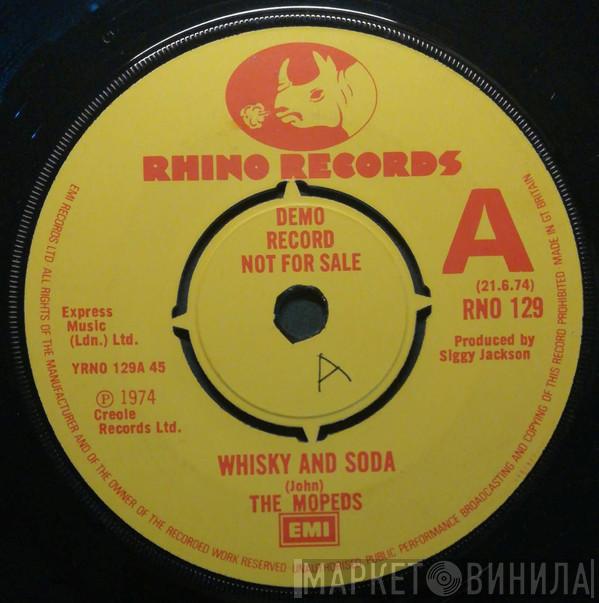 RHINO RECORDS
DEMO
RECORD
NOT FOR SALE
A
(21.6.74)
RNO 129
Express
Music
(Ldn.) Ltd.
Produced by
Siggy Jackson
YRNO 129A 45
℗ 1974
Creole
Records Ltd.
A
WHISKY AND SODA
(John)
THE MOPEDS
EMI
EMI RECORDS LTD ALL RIGHTS OF THE MANUFACTURER AND OF THE OWNER OF THE RECORDED WORK RESERVED · UNAUTHORISED PUBLIC PERFORMANCE BROADCASTING AND COPYING OF THIS RECORD PROHIBITED MADE IN GT BRITAIN
МАРКЕТ ВИНИЛА